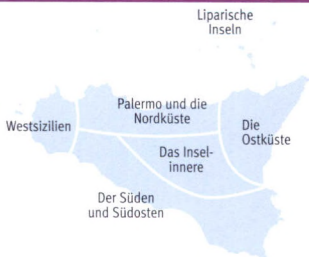 Liparische
Inseln
Palermo und die
Nordküste
Westsizilien
Die
Ostküste
Das Insel-
innere
Der Süden
und Südosten